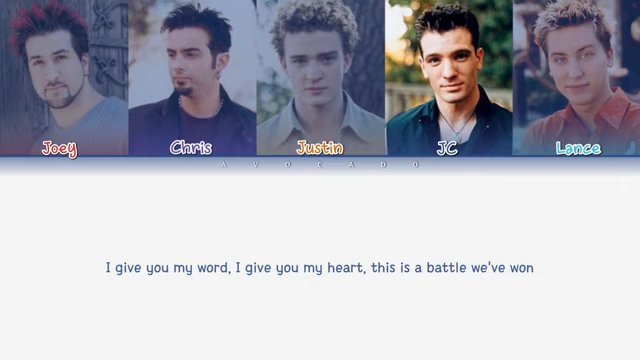 Joey Chris Justin JC Lance
A V O C A D O
I give you my word, I give you my heart, this is a battle we've won